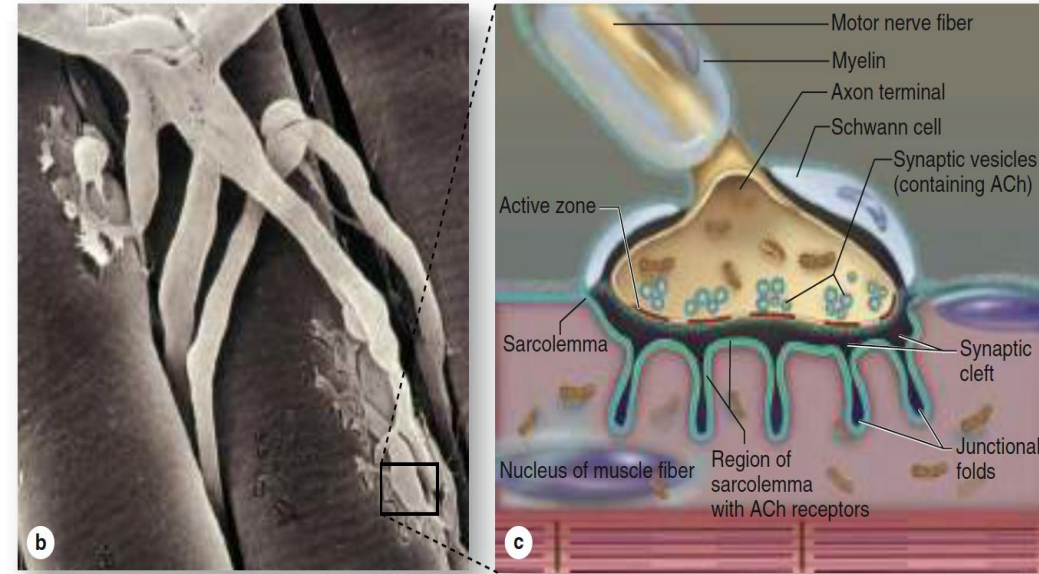 Motor nerve fiber
Myelin
Axon terminal
Schwann cell
Synaptic vesicles
(containing ACh)
Active zone
Sarcolemma
Synaptic
cleft
Junctional
folds
Nucleus of muscle fiber
Region of
sarcolemma
with ACh receptors
b
c